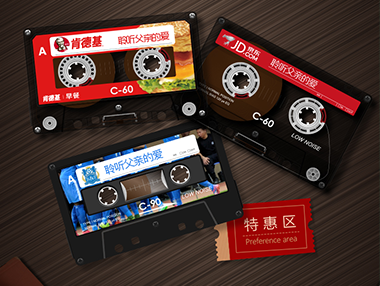 A
肯德基
聆听父亲的爱
肯德基 | 早餐
C-60
JD 京东
.COM
聆听父亲的爱
C-60
LOW NOISE
A
聆听父亲的爱
LOW NOISE
C-90
特惠区
Preference area